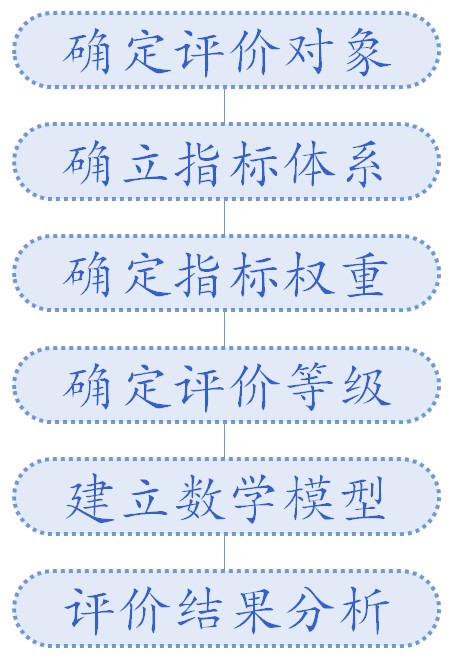 确定评价对象
确立指标体系
确定指标权重
确定评价等级
建立数学模型
评价结果分析